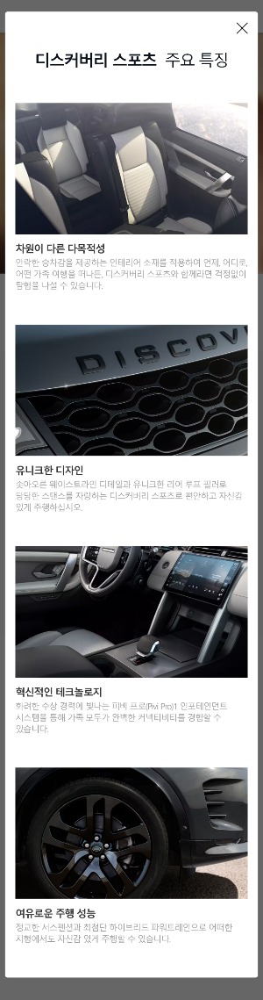 디스커버리 스포츠 주요 특징
차원이 다른 다목적성
안락한 승차감을 제공하는 인테리어 소재를 적용하여 언제, 어디로,
어떤 가족 여행을 떠나든, 디스커버리 스포츠와 함께라면 걱정없이
탐험을 나설 수 있습니다.
DISCOV
유니크한 디자인
솟아오른 웨이스트라인 디테일과 유니크한 리어 루프 필러로
당당한 스탠스를 자랑하는 디스커버리 스포츠로 편안하고 자신감
있게 주행하십시오.
혁신적인 테크놀로지
화려한 수상 경력에 빛나는 피비 프로(Pivi Pro)1 인포테인먼트
시스템을 통해 가족 모두가 완벽한 커넥티비티를 경험할 수
있습니다.
여유로운 주행 성능
정교한 서스펜션과 최첨단 하이브리드 파워트레인으로 어떠한
지형에서도 자신감 있게 주행할 수 있습니다.